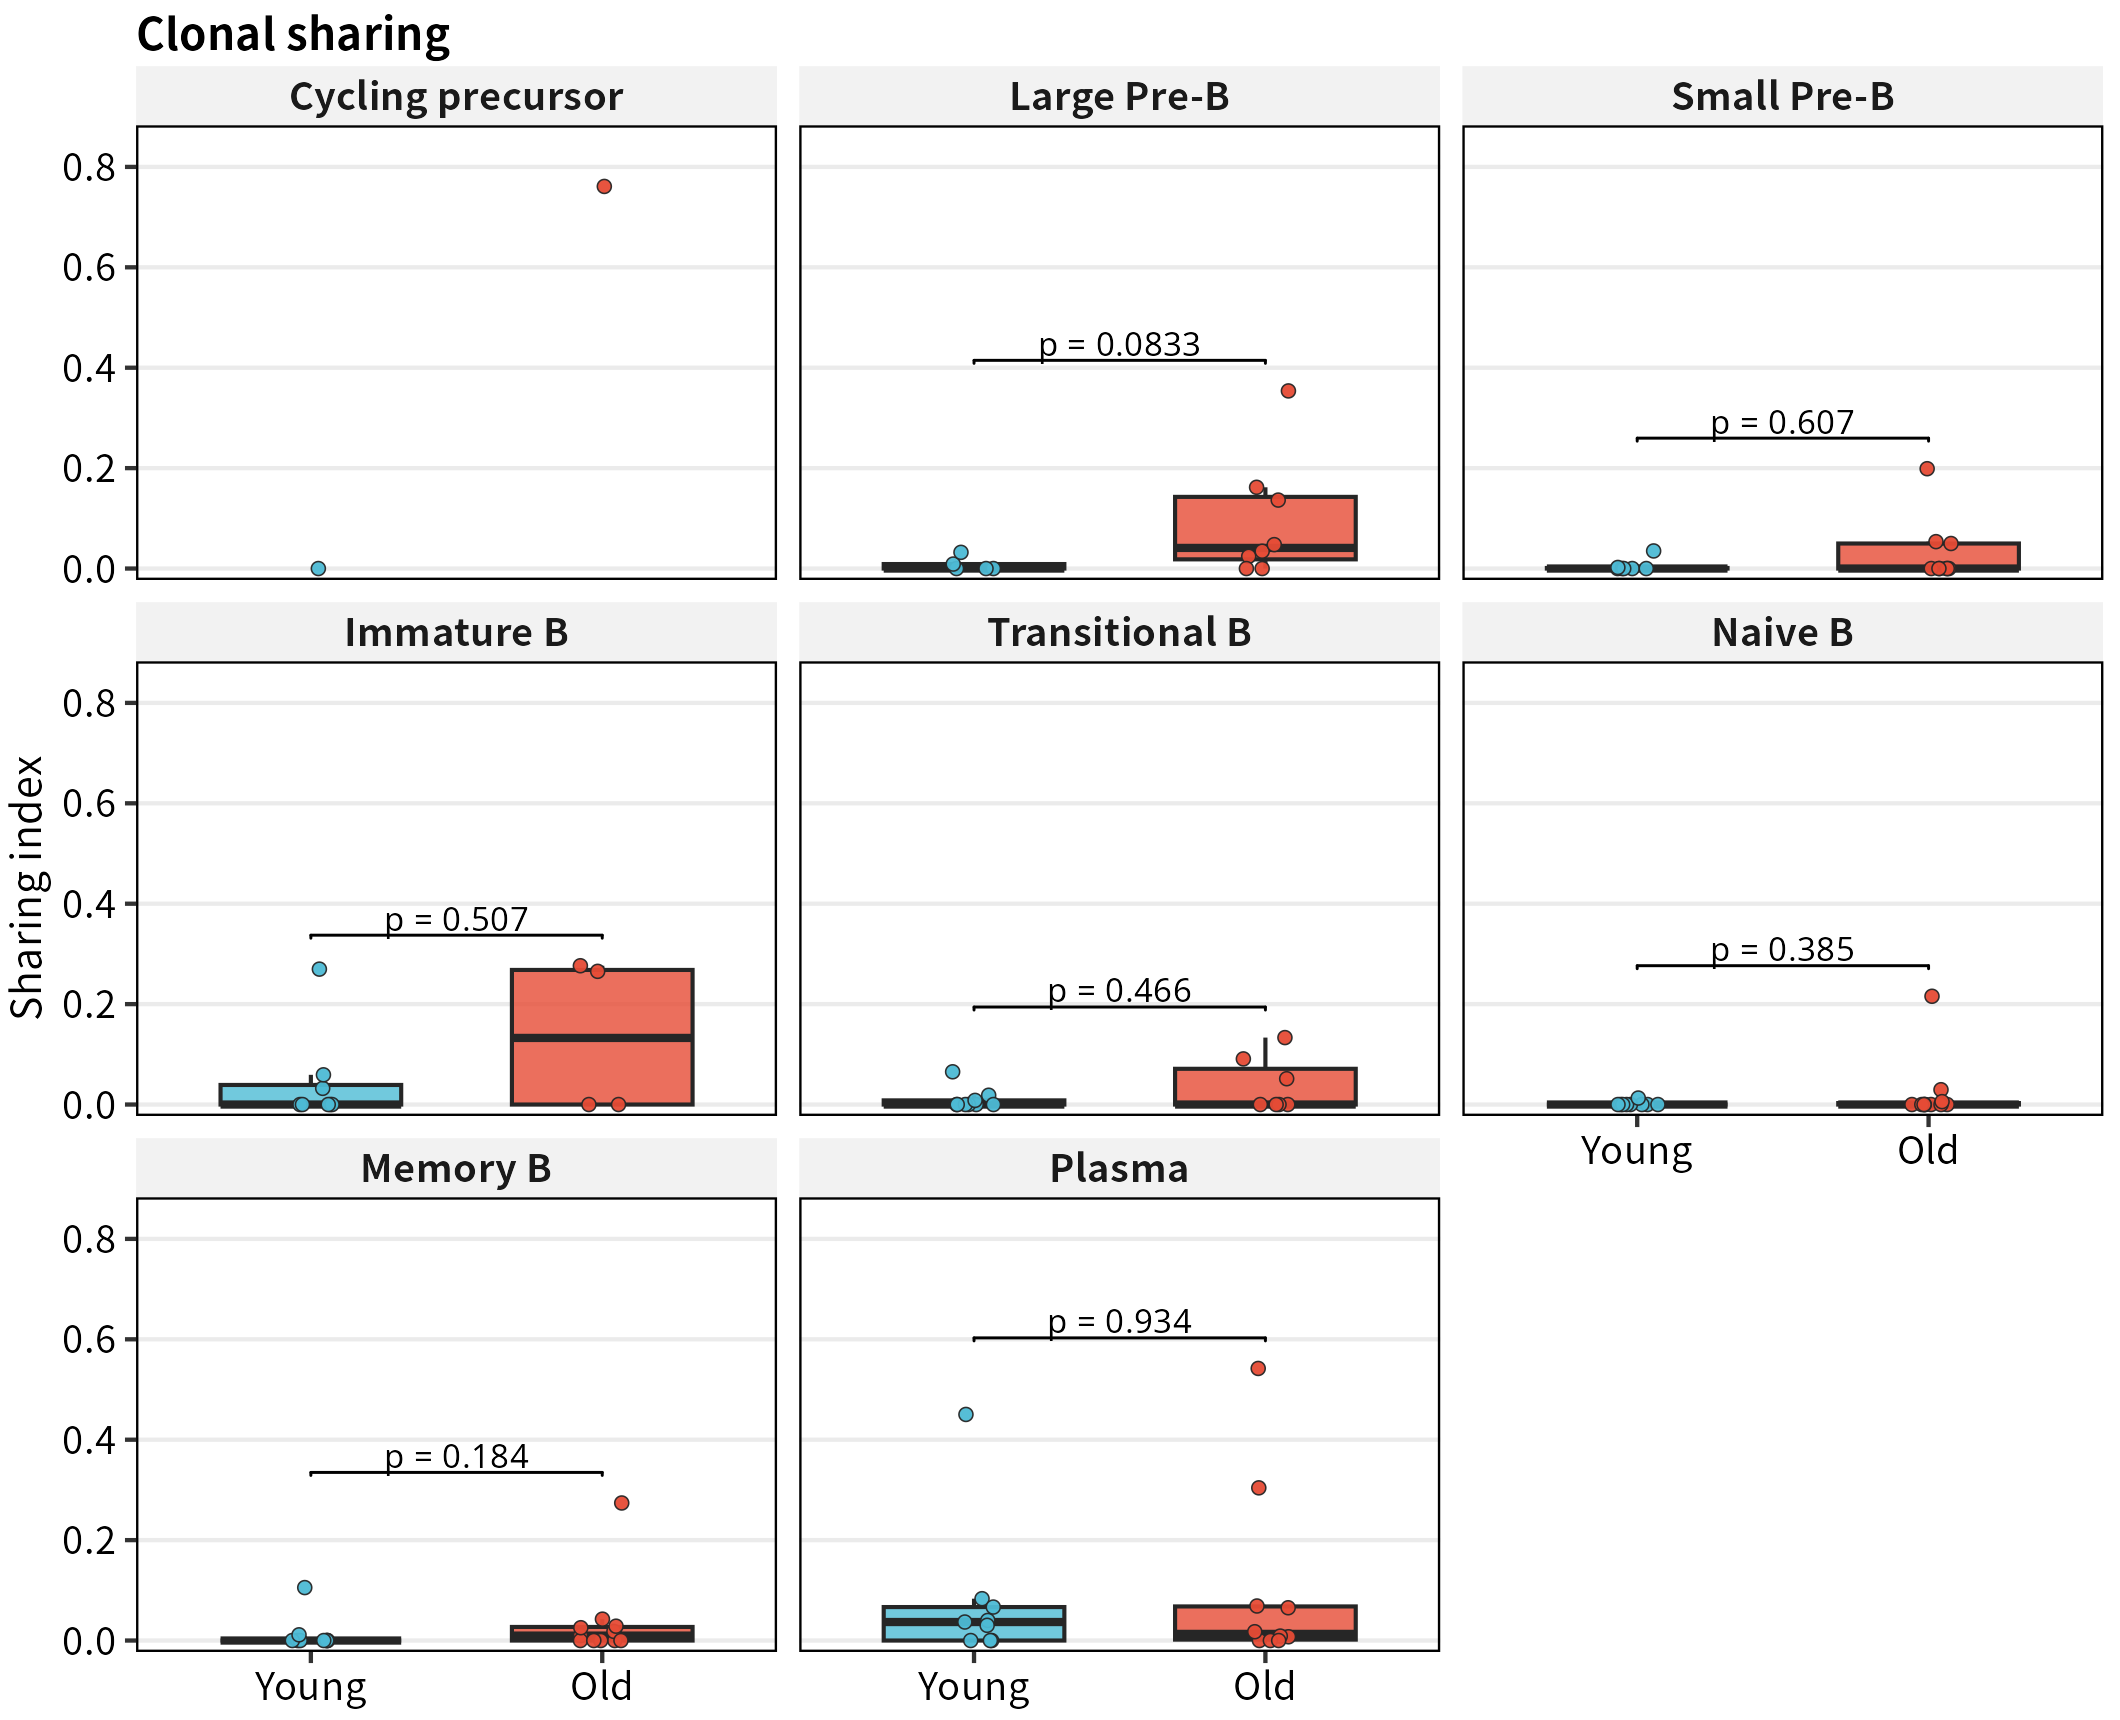 Clonal sharing
Cycling precursor
Large Pre-B
Small Pre-B
0.8
0.6
0.4
0.2
0.0
p = 0.0833
p = 0.607
Immature B
Transitional B
Naive B
Sharing index
0.8
0.6
0.4
0.2
0.0
p = 0.507
p = 0.466
p = 0.385
Young
Old
Memory B
Plasma
0.8
0.6
0.4
0.2
0.0
p = 0.184
p = 0.934
Young
Old
Young
Old